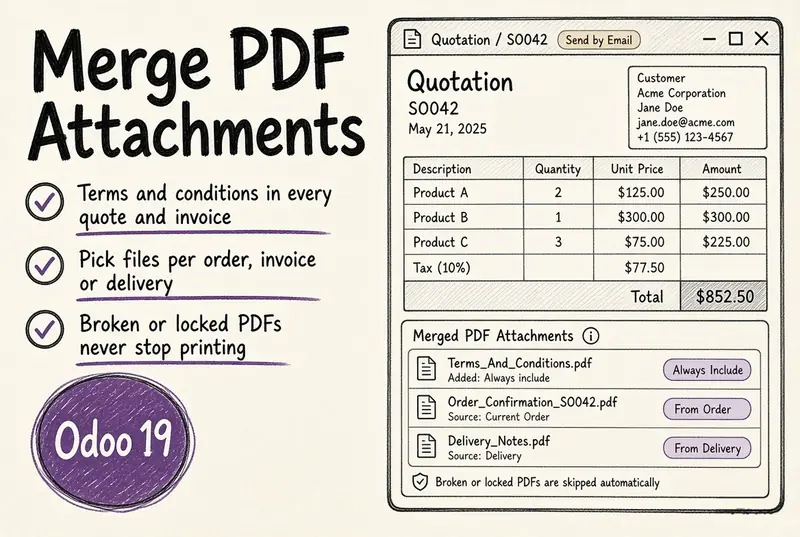 Merge PDF
Attachments
Terms and conditions in every
quote and invoice
Pick files per order, invoice
or delivery
Broken or locked PDFs
never stop printing
Odoo 19
Quotation / SO042 Send by Email
Quotation
SO042
May 21, 2025
Customer
Acme Corporation
Jane Doe
jane.doe@acme.com
+1 (555) 123-4567
Description Quantity Unit Price Amount
Product A 2 $125.00 $250.00
Product B 1 $300.00 $300.00
Product C 3 $75.00 $225.00
Tax (10%) $77.50
Total $852.50
Merged PDF Attachments
Terms_And_Conditions.pdf
Added: Always include
Always Include
Order_Confirmation_SO042.pdf
Source: Current Order
From Order
Delivery_Notes.pdf
Source: Delivery
From Delivery
Broken or locked PDFs are skipped automatically